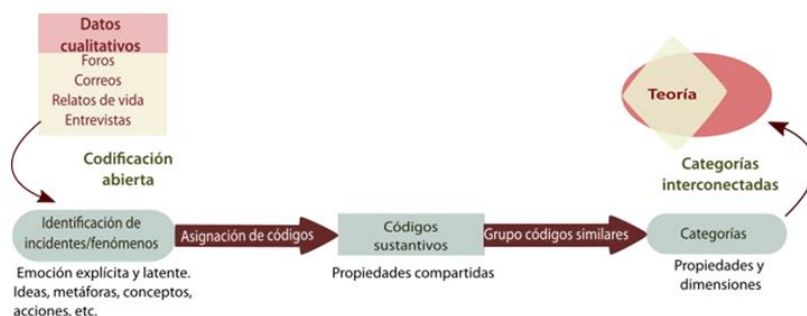 Datos
cualitativos
Foros
Correos
Relatos de vida
Entrevistas
Codificación
abierta
Identificación de
incidentes/fenómenos
Emoción explícita y latente.
Ideas, metáforas, conceptos,
acciones, etc.
Asignación de códigos
Códigos
sustantivos
Propiedades compartidas
Grupo códigos similares
Categorías
Propiedades y
dimensiones
Categorías
interconectadas
Teoría